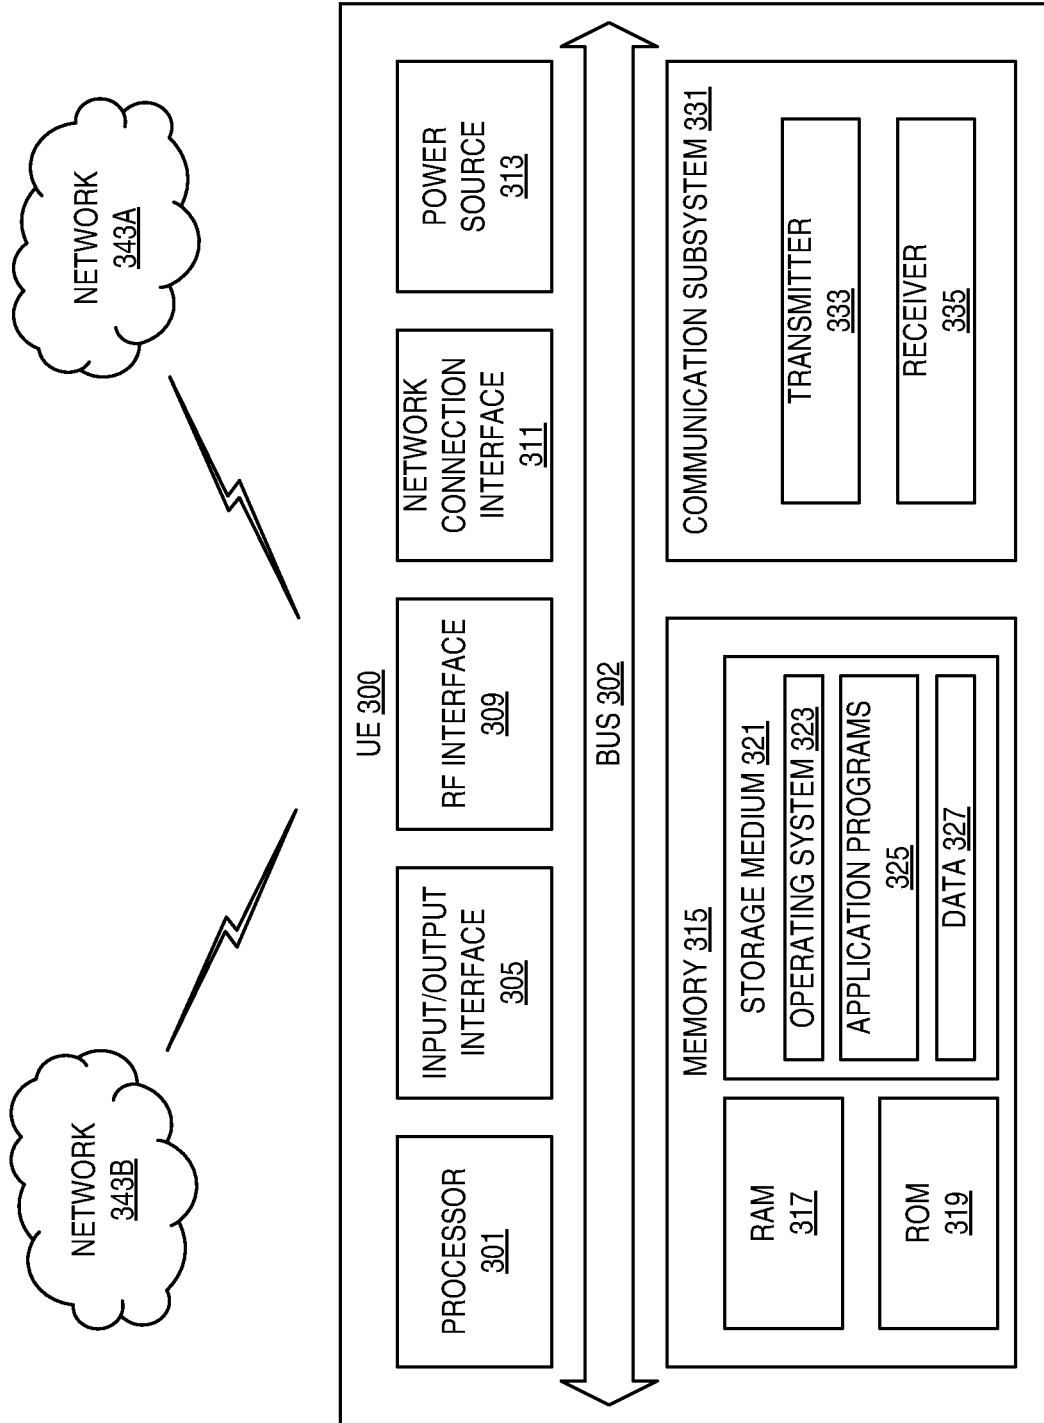 NETWORK
343B
NETWORK
343A
UE 300
PROCESSOR
301
INPUT/OUTPUT
INTERFACE
305
RF INTERFACE
309
NETWORK
CONNECTION
INTERFACE
311
POWER
SOURCE
313
BUS 302
MEMORY 315
RAM
317
ROM
319
STORAGE MEDIUM 321
OPERATING SYSTEM 323
APPLICATION PROGRAMS
325
DATA 327
COMMUNICATION SUBSYSTEM 331
TRANSMITTER
333
RECEIVER
335